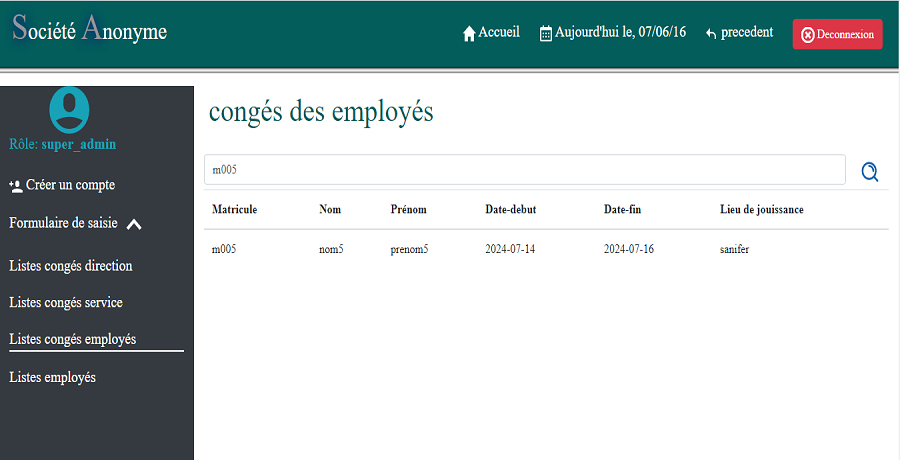 Société Anonyme
Accueil
Aujourd'hui le, 07/06/16
precedent
Deconnexion
Rôle: super_admin
Créer un compte
Formulaire de saisie
Listes congés direction
Listes congés service
Listes congés employés
Listes employés
congés des employés
m005
Matricule Nom Prénom Date-debut Date-fin Lieu de jouissance
m005 nom5 prenom5 2024-07-14 2024-07-16 sanifer